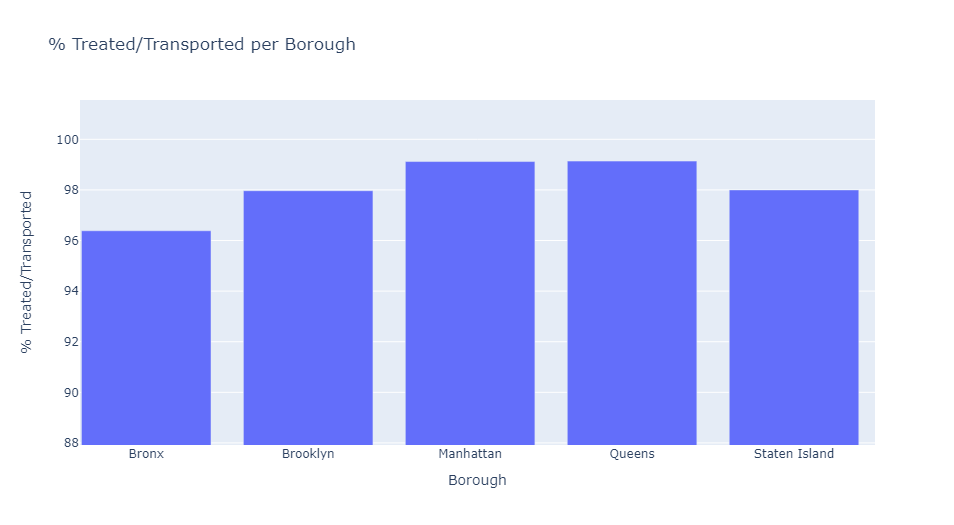 % Treated/Transported per Borough
% Treated/Transported
100
98
96
94
92
90
88
Bronx Brooklyn Manhattan Queens Staten Island
Borough